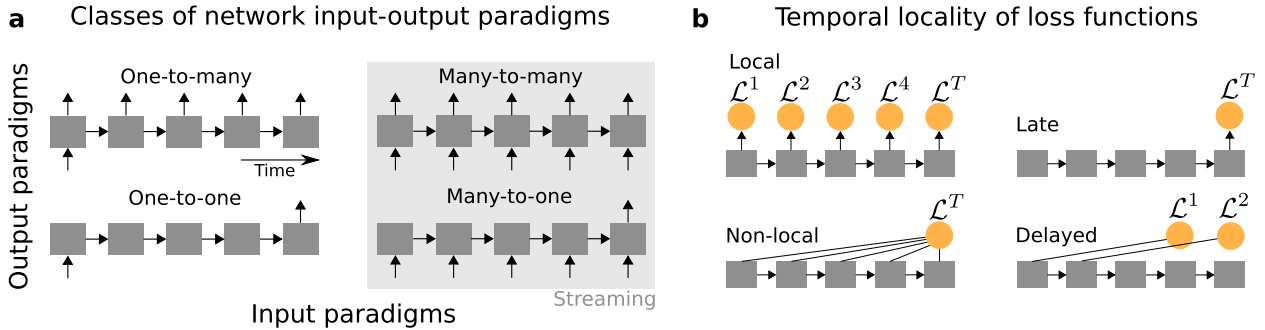 a
Classes of network input-output paradigms
Output paradigms
One-to-many
Many-to-many
Time
One-to-one
Many-to-one
Streaming
Input paradigms
b
Temporal locality of loss functions
Local
ℒ¹ ℒ² ℒ³ ℒ⁴ ℒᵀ
Late
ℒᵀ
Non-local
ℒᵀ
Delayed
ℒ¹ ℒ²